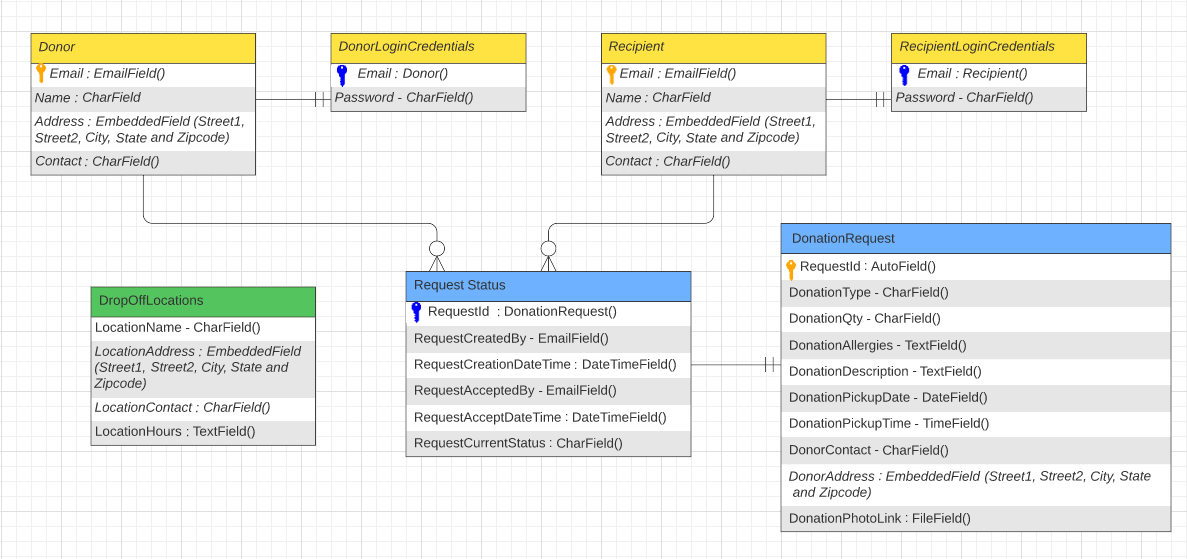 Donor
Email : EmailField()
Name : CharField
Address : EmbeddedField (Street1,
Street2, City, State and Zipcode)
Contact : CharField()
DonorLoginCredentials
Email : Donor()
Password - CharField()
Recipient
Email : EmailField()
Name : CharField
Address : EmbeddedField (Street1,
Street2, City, State and Zipcode)
Contact : CharField()
RecipientLoginCredentials
Email : Recipient()
Password - CharField()
DropOffLocations
LocationName - CharField()
LocationAddress : EmbeddedField
(Street1, Street2, City, State and
Zipcode)
LocationContact : CharField()
LocationHours : TextField()
Request Status
RequestId : DonationRequest()
RequestCreatedBy - EmailField()
RequestCreationDateTime : DateTimeField()
RequestAcceptedBy - EmailField()
RequestAcceptDateTime : DateTimeField()
RequestCurrentStatus : CharField()
DonationRequest
RequestId : AutoField()
DonationType - CharField()
DonationQty - CharField()
DonationAllergies - TextField()
DonationDescription - TextField()
DonationPickupDate - DateField()
DonationPickupTime - TimeField()
DonorContact - CharField()
DonorAddress : EmbeddedField (Street1, Street2, City, State
and Zipcode)
DonationPhotoLink : FileField()